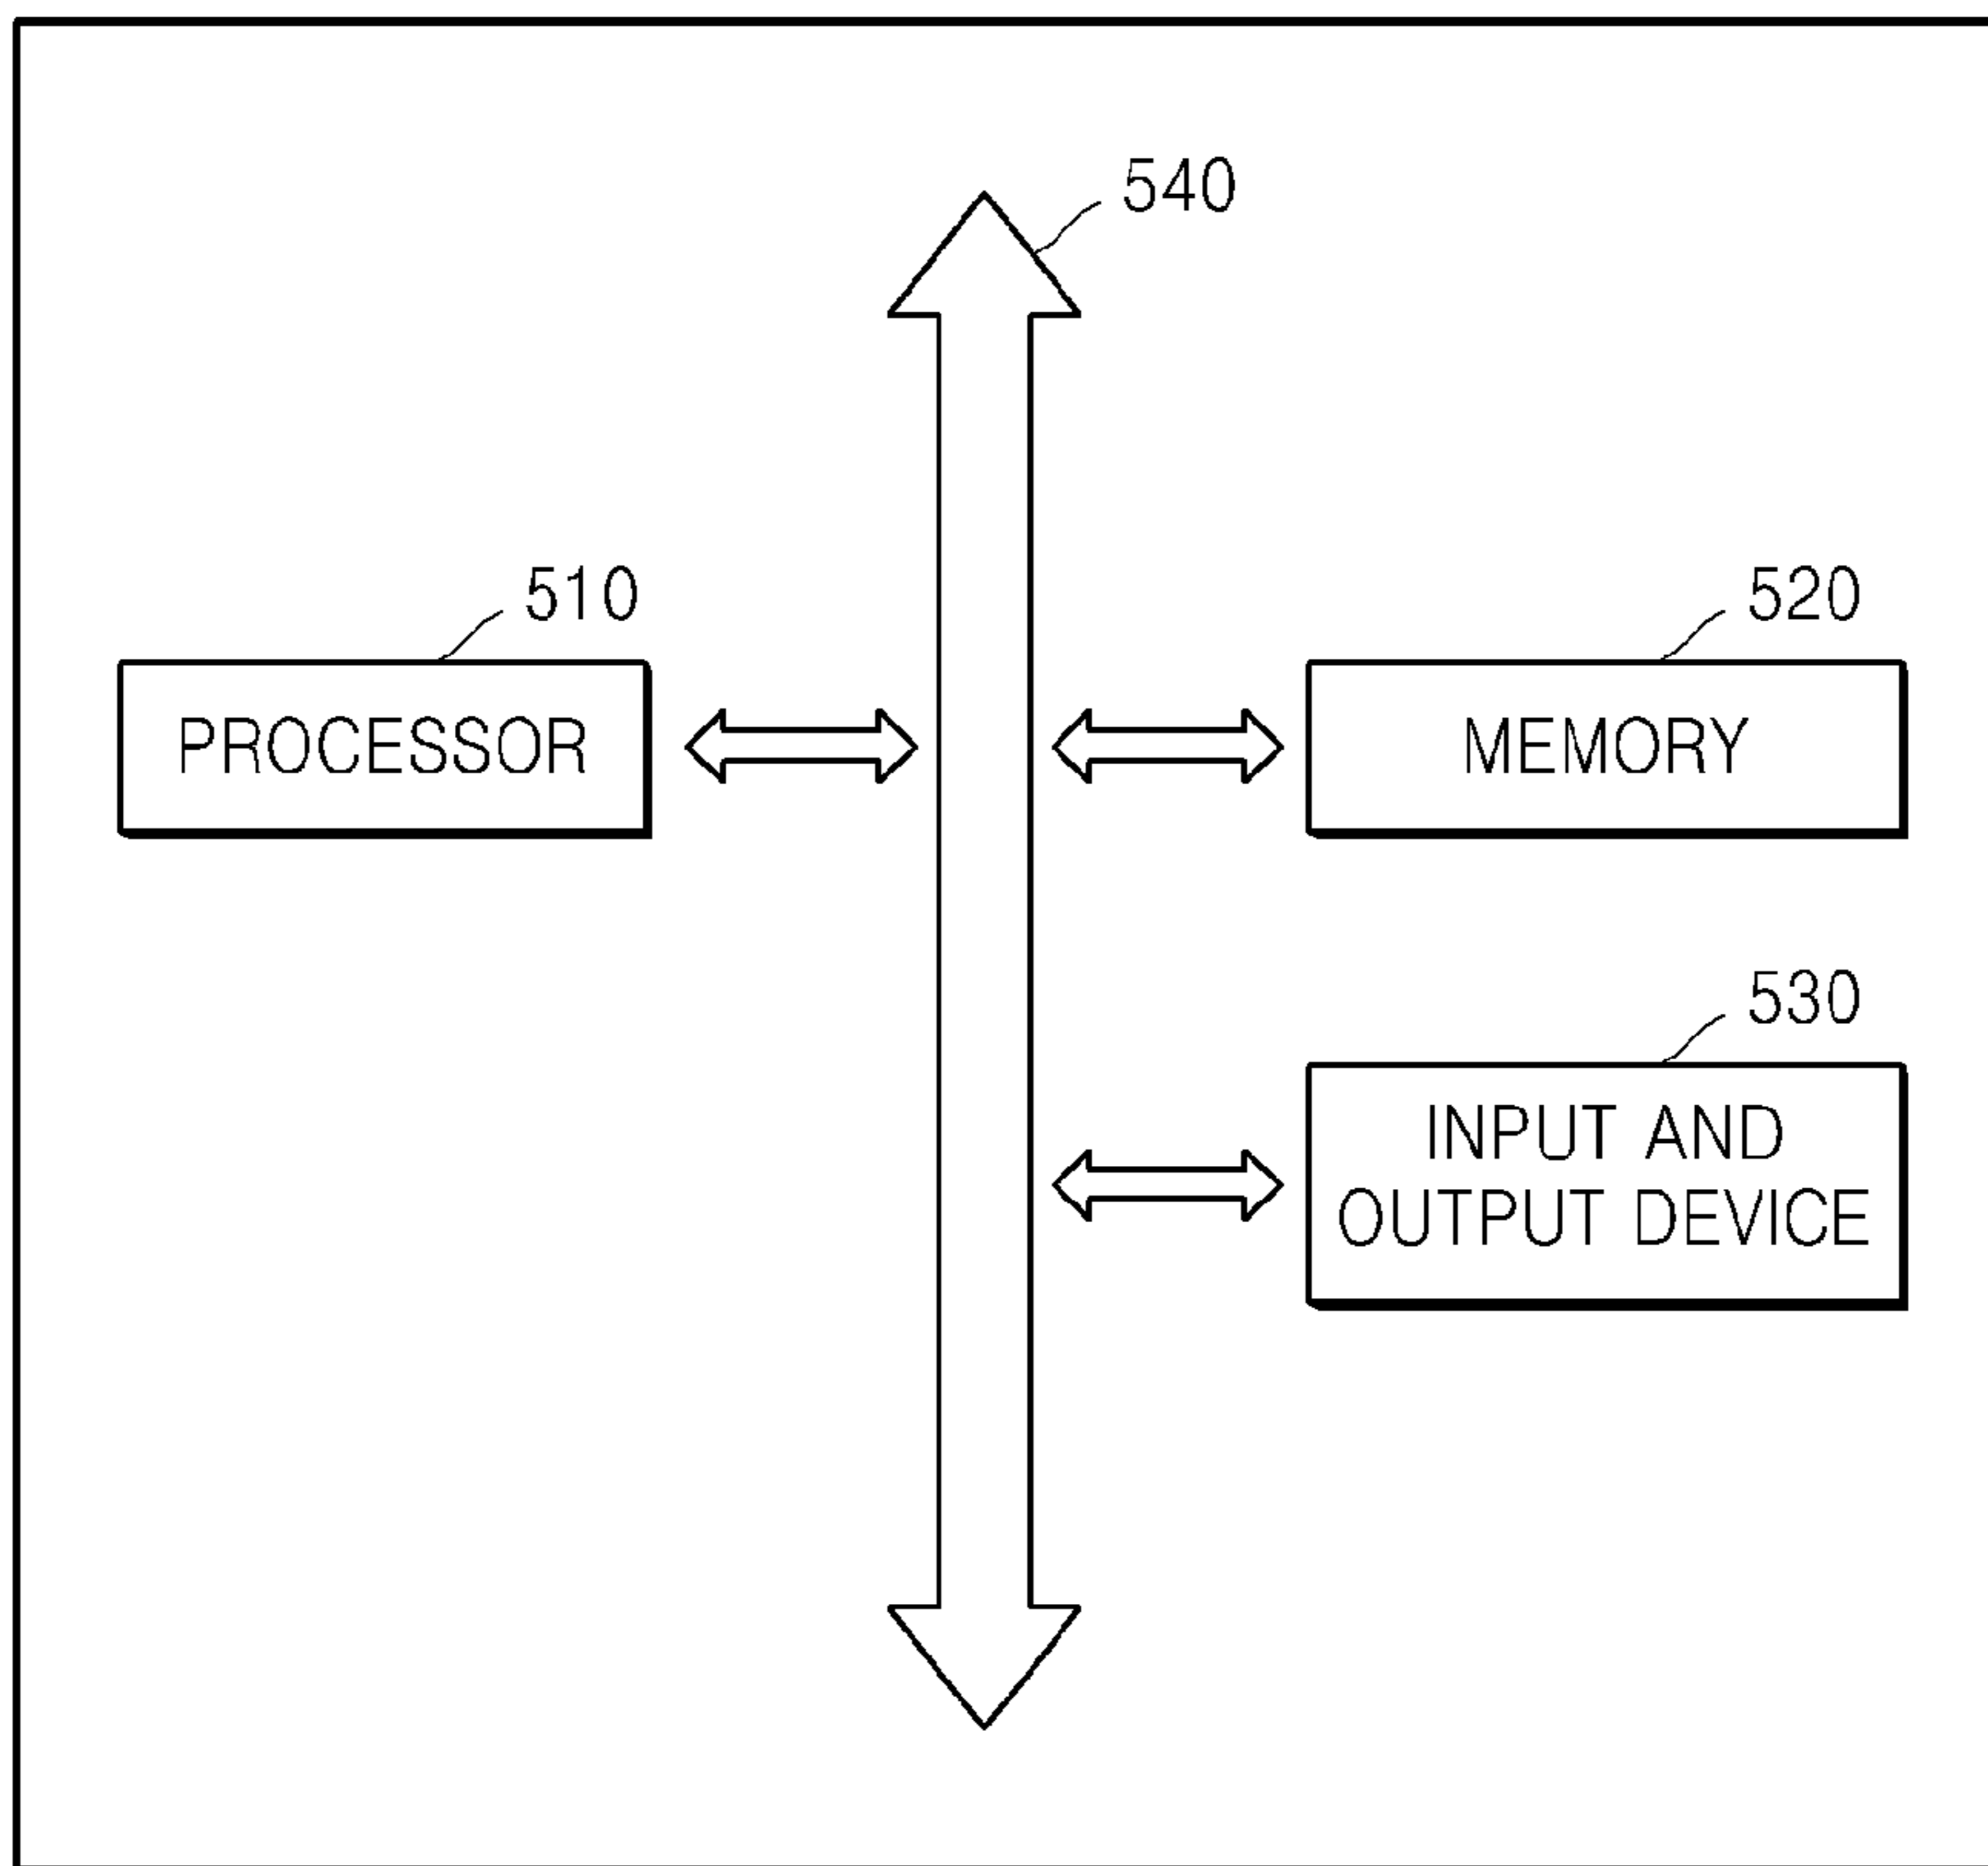 540
510
520
PROCESSOR
MEMORY
530
INPUT AND
OUTPUT DEVICE